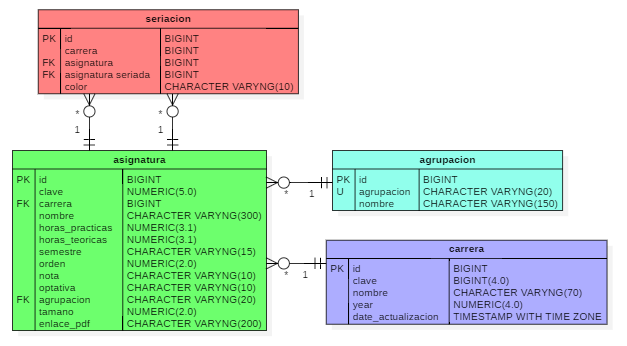 seriacion
PK id BIGINT
carrera BIGINT
FK asignatura BIGINT
FK asignatura seriada BIGINT
color CHARACTER VARYNG(10)
* *
1 1
asignatura
PK id BIGINT
clave NUMERIC(5.0)
FK carrera BIGINT
nombre CHARACTER VARYNG(300)
horas_practicas NUMERIC(3.1)
horas_teoricas NUMERIC(3.1)
semestre CHARACTER VARYNG(15)
orden NUMERIC(2.0)
nota CHARACTER VARYNG(10)
optativa CHARACTER VARYNG(10)
FK agrupacion CHARACTER VARYNG(20)
tamano NUMERIC(2.0)
enlace_pdf CHARACTER VARYNG(200)
* 1
agrupacion
PK id BIGINT
U agrupacion CHARACTER VARYNG(20)
nombre CHARACTER VARYNG(150)
* 1
carrera
PK id BIGINT
clave BIGINT(4.0)
nombre CHARACTER VARYNG(70)
year NUMERIC(4.0)
date_actualizacion TIMESTAMP WITH TIME ZONE